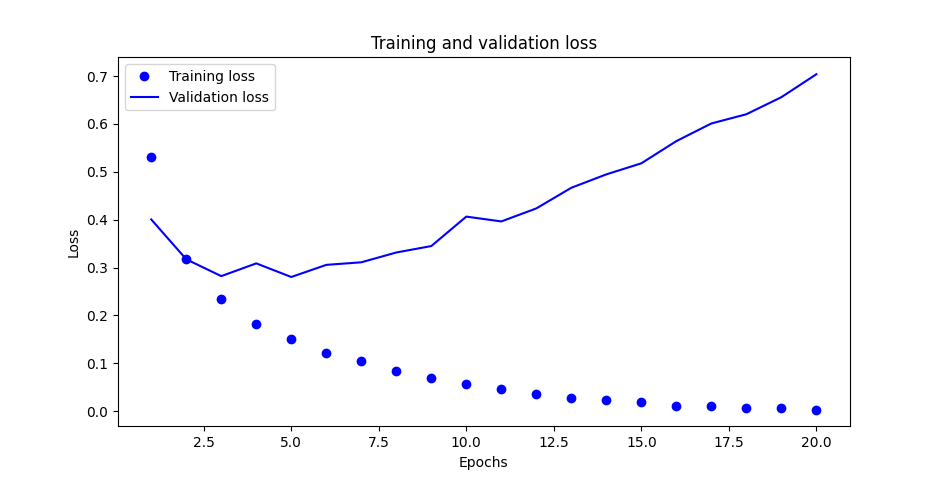 Training and validation loss
Training loss
Validation loss
0.7
0.6
0.5
0.4
0.3
0.2
0.1
0.0
Loss
2.5 5.0 7.5 10.0 12.5 15.0 17.5 20.0
Epochs